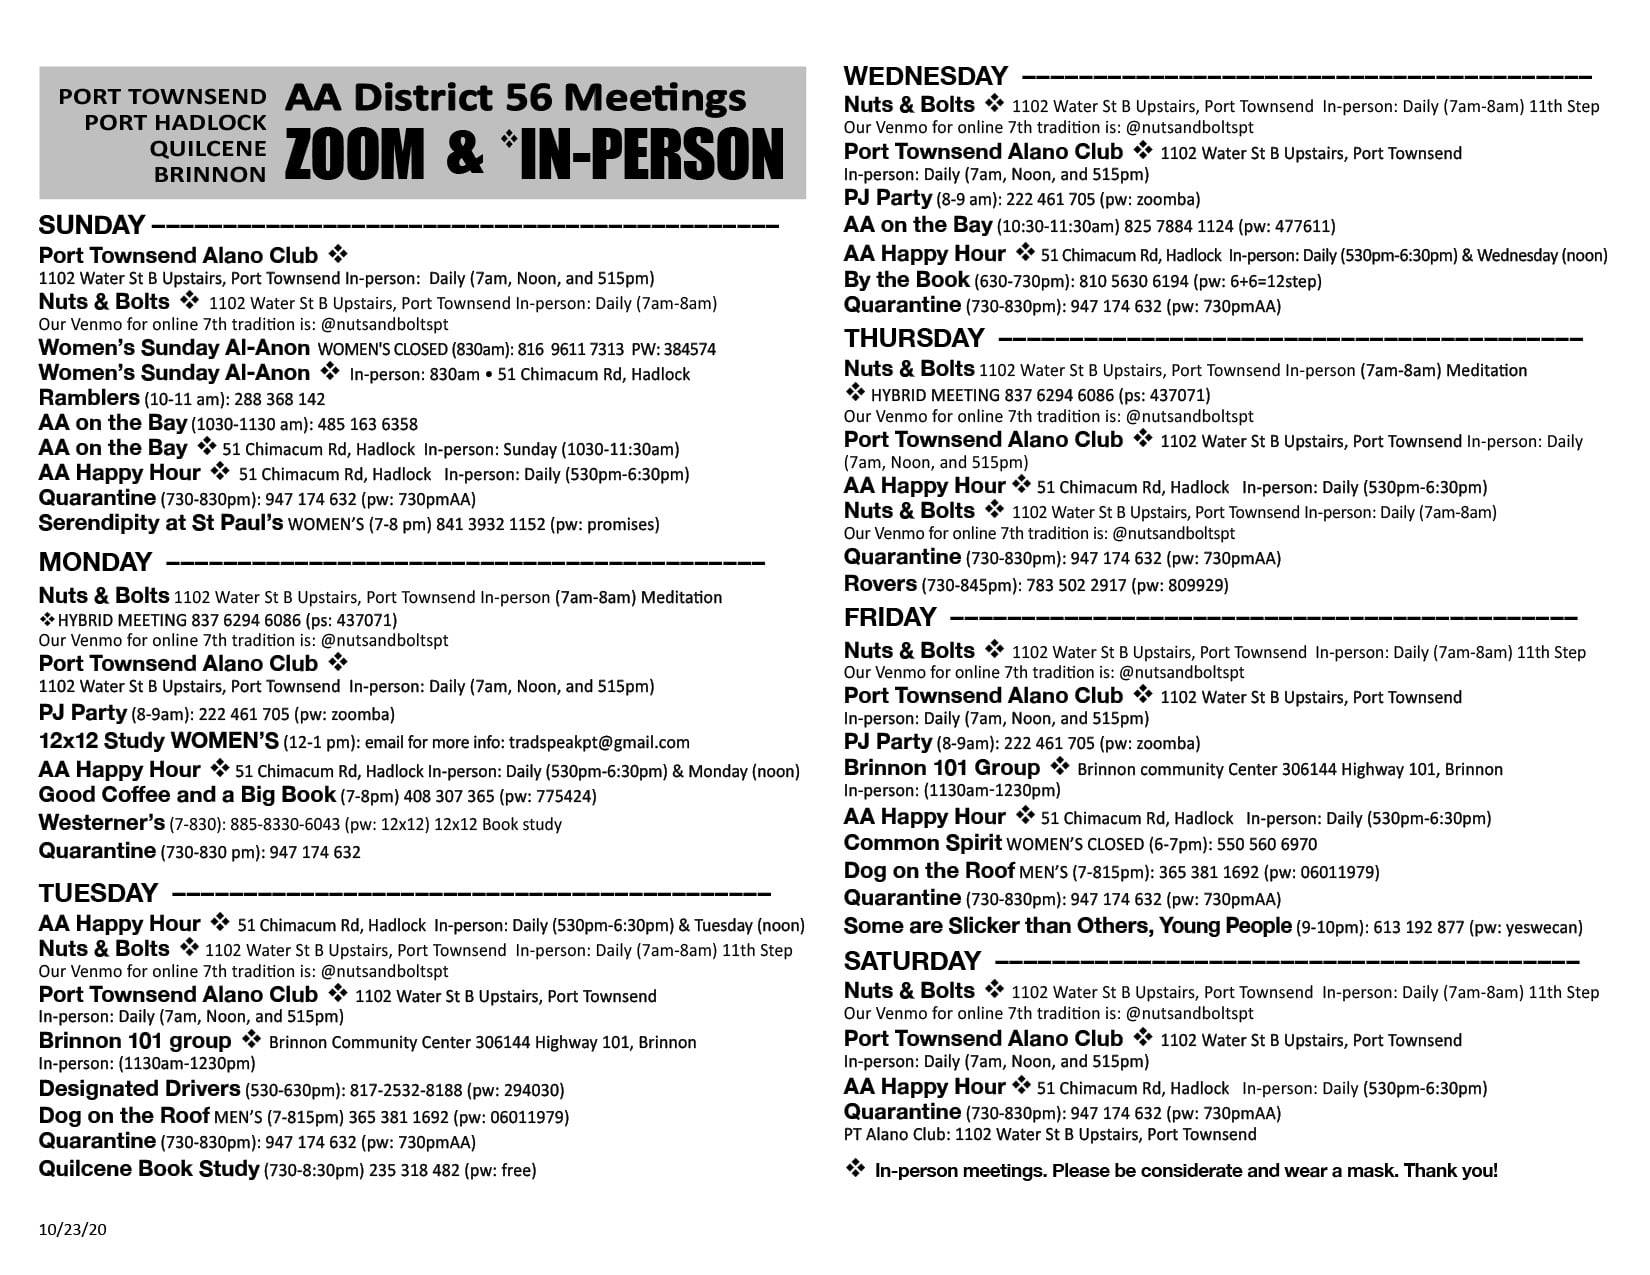 PORT TOWNSEND
PORT HADLOCK
QUILCENE
BRINNON
AA District 56 Meetings
ZOOM & ❖IN-PERSON
SUNDAY
Port Townsend Alano Club ❖
1102 Water St B Upstairs, Port Townsend In-person: Daily (7am, Noon, and 515pm)
Nuts & Bolts ❖ 1102 Water St B Upstairs, Port Townsend In-person: Daily (7am-8am)
Our Venmo for online 7th tradition is: @nutsandboltspt
Women's Sunday Al-Anon WOMEN'S CLOSED (830am): 816 9611 7313 PW: 384574
Women's Sunday Al-Anon ❖ In-person: 830am • 51 Chimacum Rd, Hadlock
Ramblers (10-11 am): 288 368 142
AA on the Bay (1030-1130 am): 485 163 6358
AA on the Bay ❖ 51 Chimacum Rd, Hadlock In-person: Sunday (1030-11:30am)
AA Happy Hour ❖ 51 Chimacum Rd, Hadlock In-person: Daily (530pm-6:30pm)
Quarantine (730-830pm): 947 174 632 (pw: 730pmAA)
Serendipity at St Paul's WOMEN'S (7-8 pm) 841 3932 1152 (pw: promises)
MONDAY
Nuts & Bolts 1102 Water St B Upstairs, Port Townsend In-person (7am-8am) Meditation
❖HYBRID MEETING 837 6294 6086 (ps: 437071)
Our Venmo for online 7th tradition is: @nutsandboltspt
Port Townsend Alano Club ❖
1102 Water St B Upstairs, Port Townsend In-person: Daily (7am, Noon, and 515pm)
PJ Party (8-9am): 222 461 705 (pw: zoomba)
12x12 Study WOMEN'S (12-1 pm): email for more info: tradspeakpt@gmail.com
AA Happy Hour ❖ 51 Chimacum Rd, Hadlock In-person: Daily (530pm-6:30pm) & Monday (noon)
Good Coffee and a Big Book (7-8pm) 408 307 365 (pw: 775424)
Westerner's (7-830): 885-8330-6043 (pw: 12x12) 12x12 Book study
Quarantine (730-830 pm): 947 174 632
TUESDAY
AA Happy Hour ❖ 51 Chimacum Rd, Hadlock In-person: Daily (530pm-6:30pm) & Tuesday (noon)
Nuts & Bolts ❖ 1102 Water St B Upstairs, Port Townsend In-person: Daily (7am-8am) 11th Step
Our Venmo for online 7th tradition is: @nutsandboltspt
Port Townsend Alano Club ❖ 1102 Water St B Upstairs, Port Townsend
In-person: Daily (7am, Noon, and 515pm)
Brinnon 101 group ❖ Brinnon Community Center 306144 Highway 101, Brinnon
In-person: (1130am-1230pm)
Designated Drivers (530-630pm): 817-2532-8188 (pw: 294030)
Dog on the Roof MEN'S (7-815pm) 365 381 1692 (pw: 06011979)
Quarantine (730-830pm): 947 174 632 (pw: 730pmAA)
Quilcene Book Study (730-8:30pm) 235 318 482 (pw: free)
10/23/20
WEDNESDAY
Nuts & Bolts ❖ 1102 Water St B Upstairs, Port Townsend In-person: Daily (7am-8am) 11th Step
Our Venmo for online 7th tradition is: @nutsandboltspt
Port Townsend Alano Club ❖ 1102 Water St B Upstairs, Port Townsend
In-person: Daily (7am, Noon, and 515pm)
PJ Party (8-9 am): 222 461 705 (pw: zoomba)
AA on the Bay (10:30-11:30am) 825 7884 1124 (pw: 477611)
AA Happy Hour ❖ 51 Chimacum Rd, Hadlock In-person: Daily (530pm-6:30pm) & Wednesday (noon)
By the Book (630-730pm): 810 5630 6194 (pw: 6+6=12step)
Quarantine (730-830pm): 947 174 632 (pw: 730pmAA)
THURSDAY
Nuts & Bolts 1102 Water St B Upstairs, Port Townsend In-person (7am-8am) Meditation
❖ HYBRID MEETING 837 6294 6086 (ps: 437071)
Our Venmo for online 7th tradition is: @nutsandboltspt
Port Townsend Alano Club ❖ 1102 Water St B Upstairs, Port Townsend In-person: Daily
(7am, Noon, and 515pm)
AA Happy Hour ❖ 51 Chimacum Rd, Hadlock In-person: Daily (530pm-6:30pm)
Nuts & Bolts ❖ 1102 Water St B Upstairs, Port Townsend In-person: Daily (7am-8am)
Our Venmo for online 7th tradition is: @nutsandboltspt
Quarantine (730-830pm): 947 174 632 (pw: 730pmAA)
Rovers (730-845pm): 783 502 2917 (pw: 809929)
FRIDAY
Nuts & Bolts ❖ 1102 Water St B Upstairs, Port Townsend In-person: Daily (7am-8am) 11th Step
Our Venmo for online 7th tradition is: @nutsandboltspt
Port Townsend Alano Club ❖ 1102 Water St B Upstairs, Port Townsend
In-person: Daily (7am, Noon, and 515pm)
PJ Party (8-9am): 222 461 705 (pw: zoomba)
Brinnon 101 Group ❖ Brinnon community Center 306144 Highway 101, Brinnon
In-person: (1130am-1230pm)
AA Happy Hour ❖ 51 Chimacum Rd, Hadlock In-person: Daily (530pm-6:30pm)
Common Spirit WOMEN'S CLOSED (6-7pm): 550 560 6970
Dog on the Roof MEN'S (7-815pm): 365 381 1692 (pw: 06011979)
Quarantine (730-830pm): 947 174 632 (pw: 730pmAA)
Some are Slicker than Others, Young People (9-10pm): 613 192 877 (pw: yeswecan)
SATURDAY
Nuts & Bolts ❖ 1102 Water St B Upstairs, Port Townsend In-person: Daily (7am-8am) 11th Step
Our Venmo for online 7th tradition is: @nutsandboltspt
Port Townsend Alano Club ❖ 1102 Water St B Upstairs, Port Townsend
In-person: Daily (7am, Noon, and 515pm)
AA Happy Hour ❖ 51 Chimacum Rd, Hadlock In-person: Daily (530pm-6:30pm)
Quarantine (730-830pm): 947 174 632 (pw: 730pmAA)
PT Alano Club: 1102 Water St B Upstairs, Port Townsend
❖ In-person meetings. Please be considerate and wear a mask. Thank you!